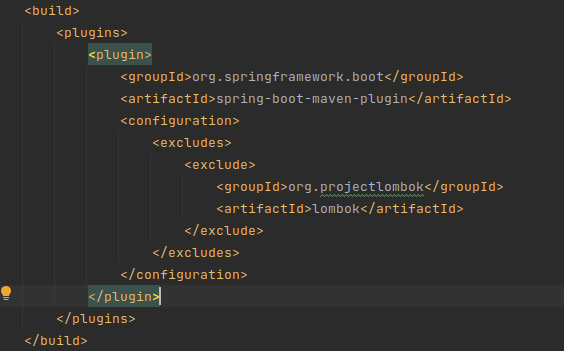 <build>
<plugins>
<plugin>
<groupId>org.springframework.boot</groupId>
<artifactId>spring-boot-maven-plugin</artifactId>
<configuration>
<excludes>
<exclude>
<groupId>org.projectlombok</groupId>
<artifactId>lombok</artifactId>
</exclude>
</excludes>
</configuration>
</plugin>
</plugins>
</build>